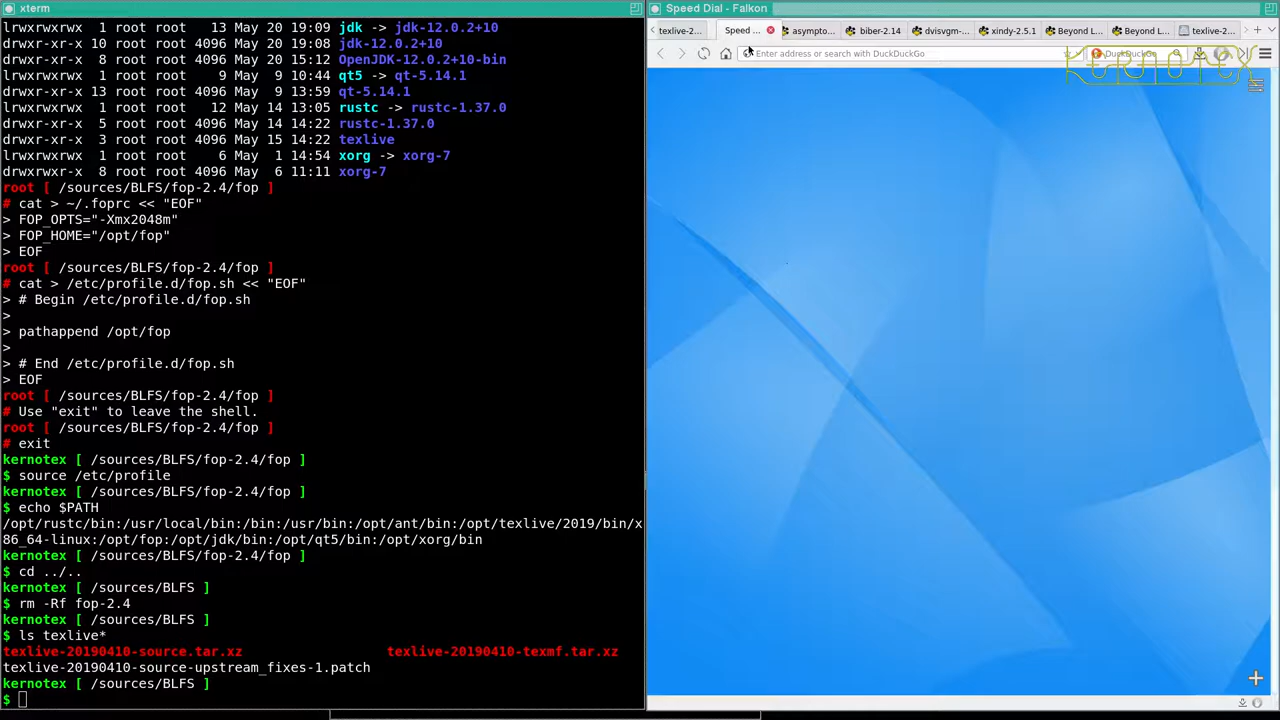 xterm
lrwxrwxrwx  1 root root   13 May 20 19:09 jdk -> jdk-12.0.2+10
drwxr-xr-x 10 root root 4096 May 20 19:08 jdk-12.0.2+10
drwxr-xr-x  8 root root 4096 May 20 15:12 OpenJDK-12.0.2+10-bin
lrwxrwxrwx  1 root root    9 May  9 10:44 qt5 -> qt-5.14.1
drwxr-xr-x 13 root root 4096 May  9 13:59 qt-5.14.1
lrwxrwxrwx  1 root root   12 May 14 13:05 rustc -> rustc-1.37.0
drwxr-xr-x  5 root root 4096 May 14 14:22 rustc-1.37.0
drwxr-xr-x  3 root root 4096 May 15 14:22 texlive
lrwxrwxrwx  1 root root    6 May  1 14:54 xorg -> xorg-7
drwxr-xr-x  8 root root 4096 May  6 11:11 xorg-7
root [ /sources/BLFS/fop-2.4/fop ]
# cat > ~/.foprc << "EOF"
> FOP_OPTS="-Xmx2048m"
> FOP_HOME="/opt/fop"
> EOF
root [ /sources/BLFS/fop-2.4/fop ]
# cat > /etc/profile.d/fop.sh << "EOF"
> # Begin /etc/profile.d/fop.sh
>
> pathappend /opt/fop
>
> # End /etc/profile.d/fop.sh
> EOF
root [ /sources/BLFS/fop-2.4/fop ]
# Use "exit" to leave the shell.
root [ /sources/BLFS/fop-2.4/fop ]
# exit
kernotex [ /sources/BLFS/fop-2.4/fop ]
$ source /etc/profile
kernotex [ /sources/BLFS/fop-2.4/fop ]
$ echo $PATH
/opt/rustc/bin:/usr/local/bin:/bin:/usr/bin:/opt/ant/bin:/opt/texlive/2019/bin/x
86_64-linux:/opt/fop:/opt/jdk/bin:/opt/qt5/bin:/opt/xorg/bin
kernotex [ /sources/BLFS/fop-2.4/fop ]
$ cd ../..
kernotex [ /sources/BLFS ]
$ rm -Rf fop-2.4
kernotex [ /sources/BLFS ]
$ ls texlive*
texlive-20190410-source.tar.xz texlive-20190410-texmf.tar.xz
texlive-20190410-source-upstream_fixes-1.patch
kernotex [ /sources/BLFS ]
$
Speed Dial - Falkon
texlive-2... Speed ... asympto... biber-2.14 dvisvgm-... xindy-2.5.1 Beyond L... Beyond L... texlive-2...
Enter address or search with DuckDuckGo DuckDuckGo
KERNOTEX